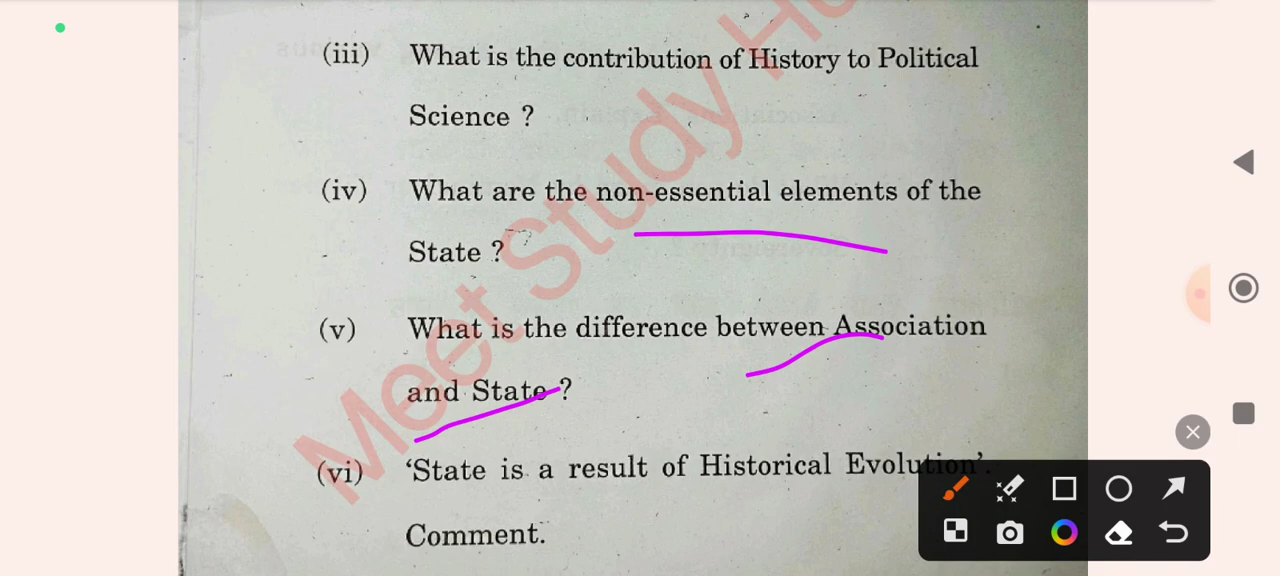 (iii) What is the contribution of History to Political
Science ?
(iv) What are the non-essential elements of the
State ?
(v) What is the difference between Association
and State ?
(vi) ‘State is a result of Historical Evolution’.
Comment.
Meet Study Hu